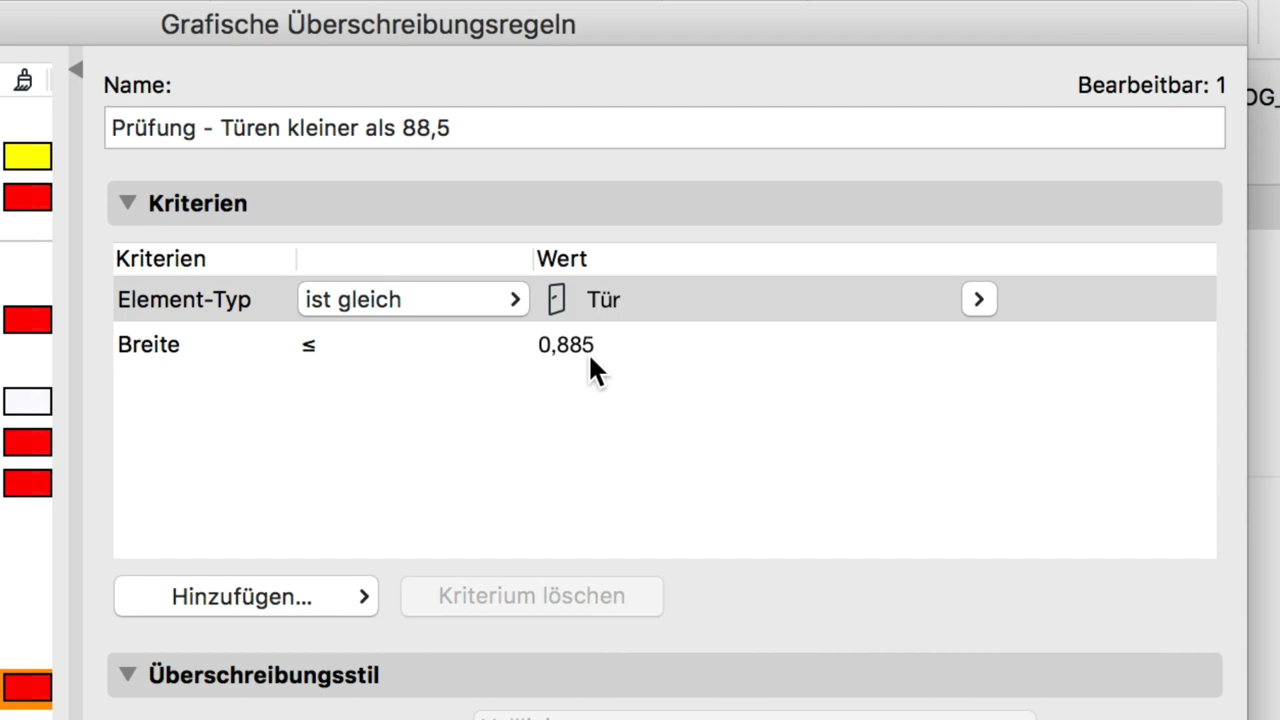 Grafische Überschreibungsregeln
Name:
Bearbeitbar: 1
Prüfung - Türen kleiner als 88,5
Kriterien
Kriterien Wert
Element-Typ ist gleich Tür
Breite ≤ 0,885
Hinzufügen...
Kriterium löschen
Überschreibungsstil